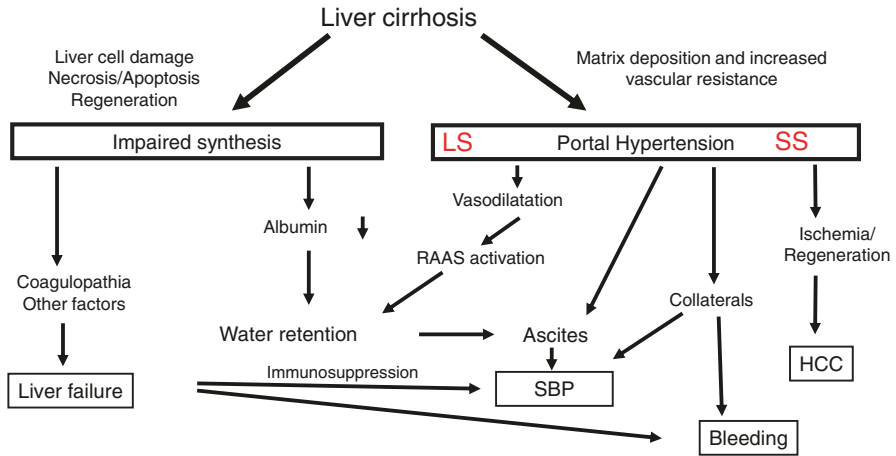 Liver cirrhosis
Liver cell damage
Necrosis/Apoptosis
Regeneration
Matrix deposition and increased
vascular resistance
Impaired synthesis
LS Portal Hypertension SS
Vasodilatation
Albumin
Ischemia/
Regeneration
RAAS activation
Coagulopathia
Other factors
Collaterals
Water retention
Ascites
HCC
Immunosuppression
Liver failure
SBP
Bleeding